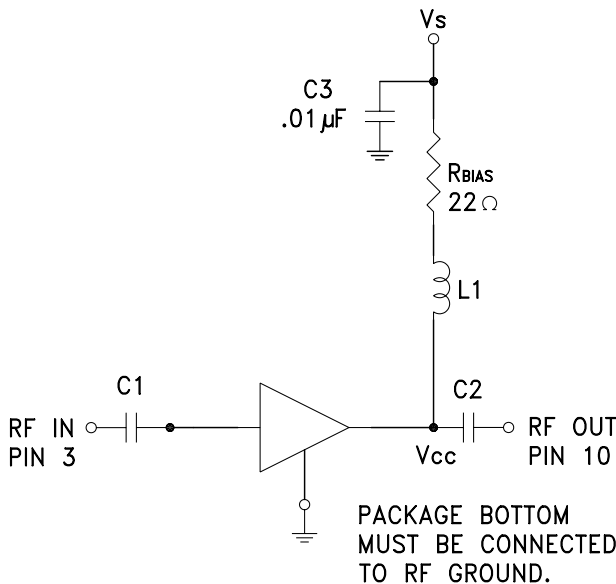 Vs
C3
.01µF
RBIAS
22Ω
L1
C1
C2
RF IN
PIN 3
Vcc
RF OUT
PIN 10
PACKAGE BOTTOM
MUST BE CONNECTED
TO RF GROUND.